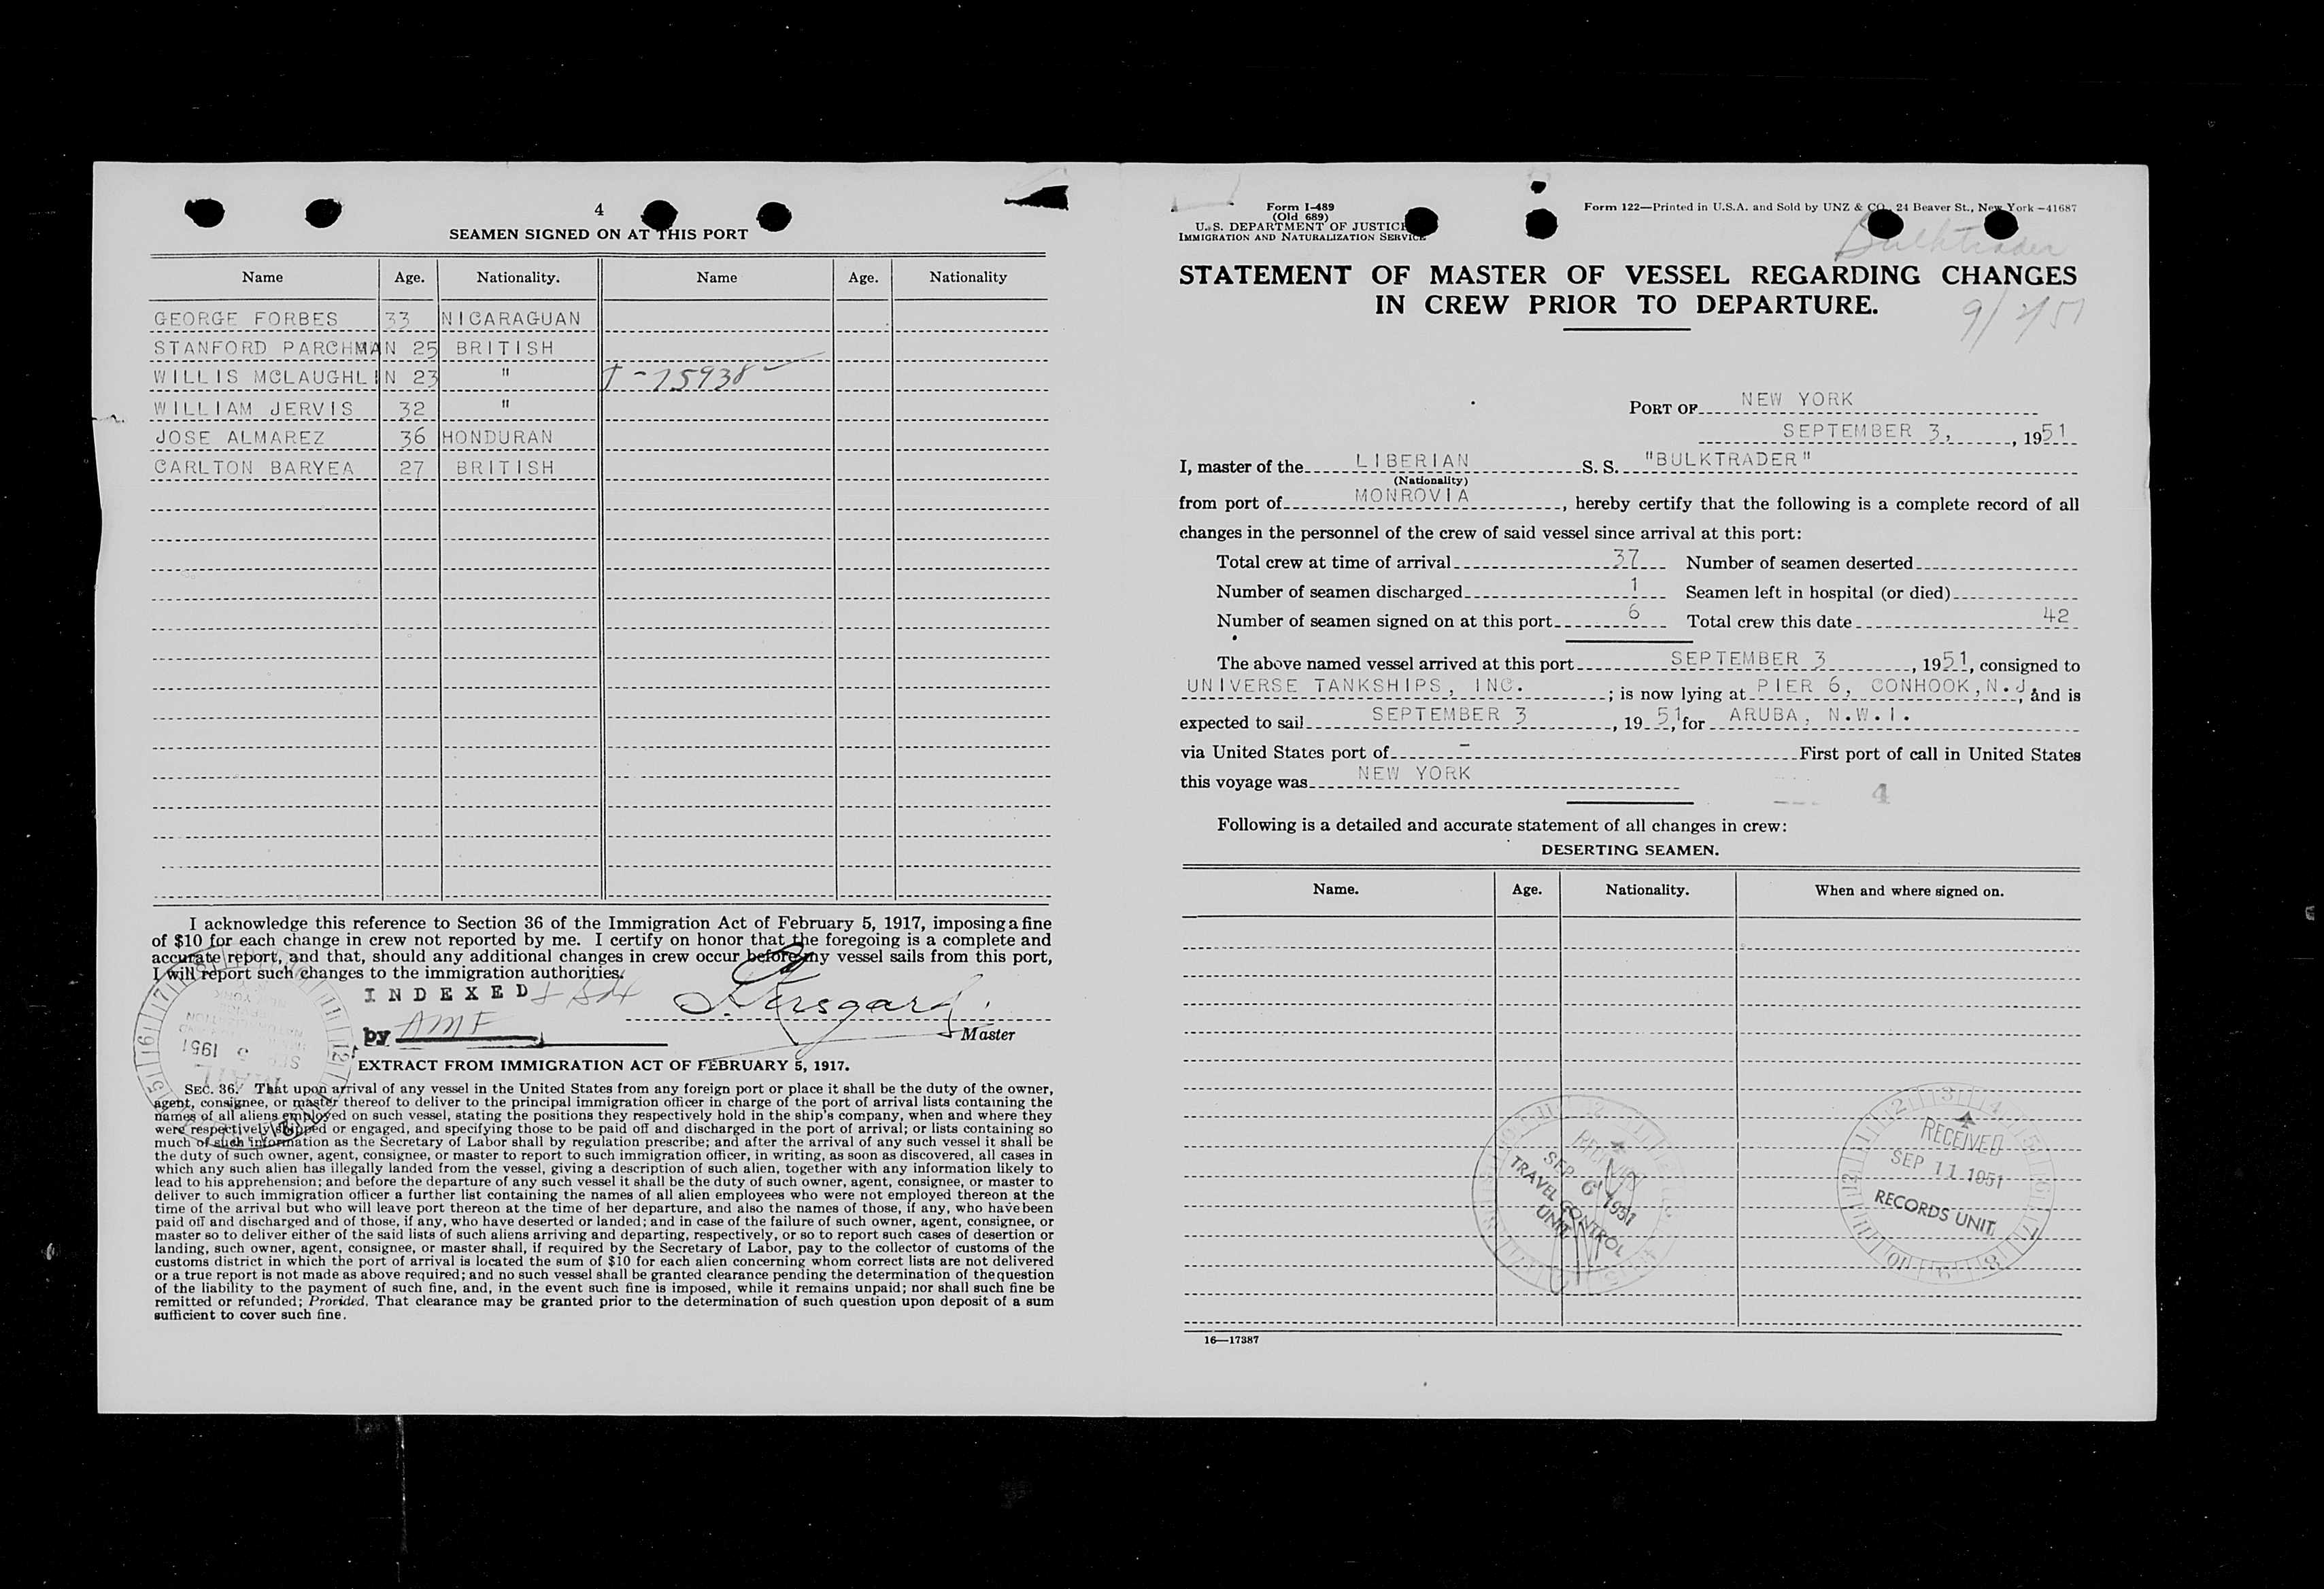 4
SEAMEN SIGNED ON AT THIS PORT
Name Age. Nationality. Name Age. Nationality
GEORGE FORBES 33 NICARAGUAN
STANFORD PARCHMAN 25 BRITISH
WILLIS MCLAUGHLIN 23 " T-15938 ✓
WILLIAM JERVIS 32 "
JOSE ALMAREZ 36 HONDURAN
CARLTON BARYEA 27 BRITISH
I acknowledge this reference to Section 36 of the Immigration Act of February 5, 1917, imposing a fine
of $10 for each change in crew not reported by me. I certify on honor that the foregoing is a complete and
accurate report, and that, should any additional changes in crew occur before my vessel sails from this port,
I will report such changes to the immigration authorities.
INDEXED
by AMF
Master
SEP 5 1951
EXTRACT FROM IMMIGRATION ACT OF FEBRUARY 5, 1917.
SEC. 36. That upon arrival of any vessel in the United States from any foreign port or place it shall be the duty of the owner,
agent, consignee, or master thereof to deliver to the principal immigration officer in charge of the port of arrival lists containing the
names of all aliens employed on such vessel, stating the positions they respectively hold in the ship's company, when and where they
were respectively shipped or engaged, and specifying those to be paid off and discharged in the port of arrival; or lists containing so
much of such information as the Secretary of Labor shall by regulation prescribe; and after the arrival of any such vessel it shall be
the duty of such owner, agent, consignee, or master to report to such immigration officer, in writing, as soon as discovered, all cases in
which any such alien has illegally landed from the vessel, giving a description of such alien, together with any information likely to
lead to his apprehension; and before the departure of any such vessel it shall be the duty of such owner, agent, consignee, or master to
deliver to such immigration officer a further list containing the names of all alien employees who were not employed thereon at the
time of the arrival but who will leave port thereon at the time of her departure, and also the names of those, if any, who have been
paid off and discharged and of those, if any, who have deserted or landed; and in case of the failure of such owner, agent, consignee, or
master so to deliver either of the said lists of such aliens arriving and departing, respectively, or so to report such cases of desertion or
landing, such owner, agent, consignee, or master shall, if required by the Secretary of Labor, pay to the collector of customs of the
customs district in which the port of arrival is located the sum of $10 for each alien concerning whom correct lists are not delivered
or a true report is not made as above required; and no such vessel shall be granted clearance pending the determination of the question
of the liability to the payment of such fine, and, in the event such fine is imposed, while it remains unpaid; nor shall such fine be
remitted or refunded; Provided, That clearance may be granted prior to the determination of such question upon deposit of a sum
sufficient to cover such fine.
Form I-489
(Old 689)
U. S. DEPARTMENT OF JUSTICE
IMMIGRATION AND NATURALIZATION SERVICE
Form 122—Printed in U.S.A. and Sold by UNZ & CO., 24 Beaver St., New York—41687
Bulktrader
STATEMENT OF MASTER OF VESSEL REGARDING CHANGES
IN CREW PRIOR TO DEPARTURE.
PORT OF NEW YORK
SEPTEMBER 3, , 1951
I, master of the LIBERIAN S. S. "BULKTRADER"
(Nationality)
from port of MONROVIA , hereby certify that the following is a complete record of all
changes in the personnel of the crew of said vessel since arrival at this port:
Total crew at time of arrival 37 Number of seamen deserted
Number of seamen discharged 1 Seamen left in hospital (or died)
Number of seamen signed on at this port 6 Total crew this date 42
The above named vessel arrived at this port SEPTEMBER 3 , 1951, consigned to
UNIVERSE TANKSHIPS, INC. ; is now lying at PIER 6, CONHOOK, N.J, and is
expected to sail SEPTEMBER 3 , 1951, for ARUBA, N.W.I.
via United States port of - First port of call in United States
this voyage was NEW YORK
4
Following is a detailed and accurate statement of all changes in crew:
DESERTING SEAMEN.
Name. Age. Nationality. When and where signed on.
RECEIVED
SEP 6 1951
TRAVEL CONTROL
UNIT
RECEIVED
SEP 11 1951
RECORDS UNIT.
16—17387